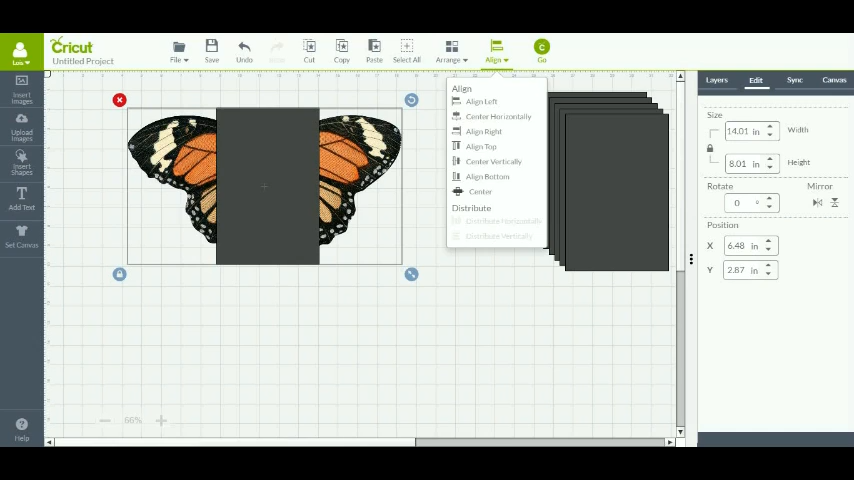 Cricut
Untitled Project
Lois
File
Save
Undo
Cut
Copy
Paste
Select All
Arrange
Align
C
Go
Insert
Images
Upload
Images
Insert
Shapes
Add Text
Set Canvas
Help
66%
Align
Align Left
Center Horizontally
Align Right
Align Top
Center Vertically
Align Bottom
Center
Distribute
Distribute Horizontally
Distribute Vertically
Layers
Edit
Sync
Canvas
Size
14.01 in
Width
8.01 in
Height
Rotate
Mirror
0 °
Position
X 6.48 in
Y 2.87 in